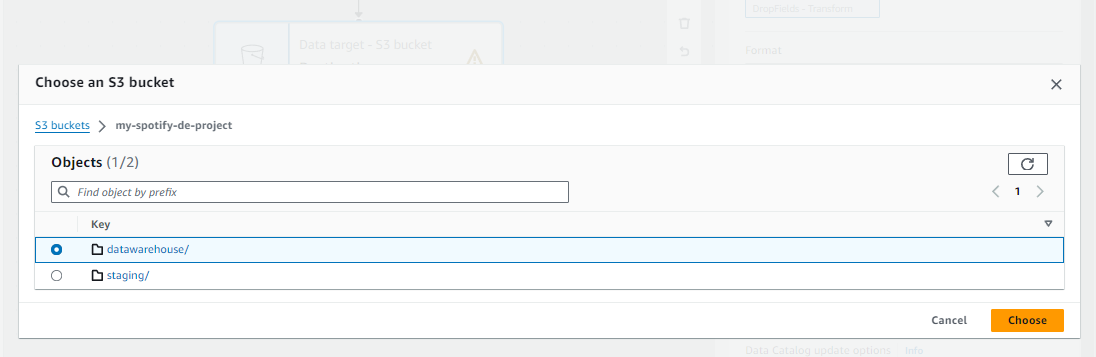 DropFields - Transform
Data target - S3 bucket
Format
Choose an S3 bucket
S3 buckets > my-spotify-de-project
Objects (1/2)
Find object by prefix
1
Key
datawarehouse/
staging/
Cancel Choose
Data Catalog update options Info